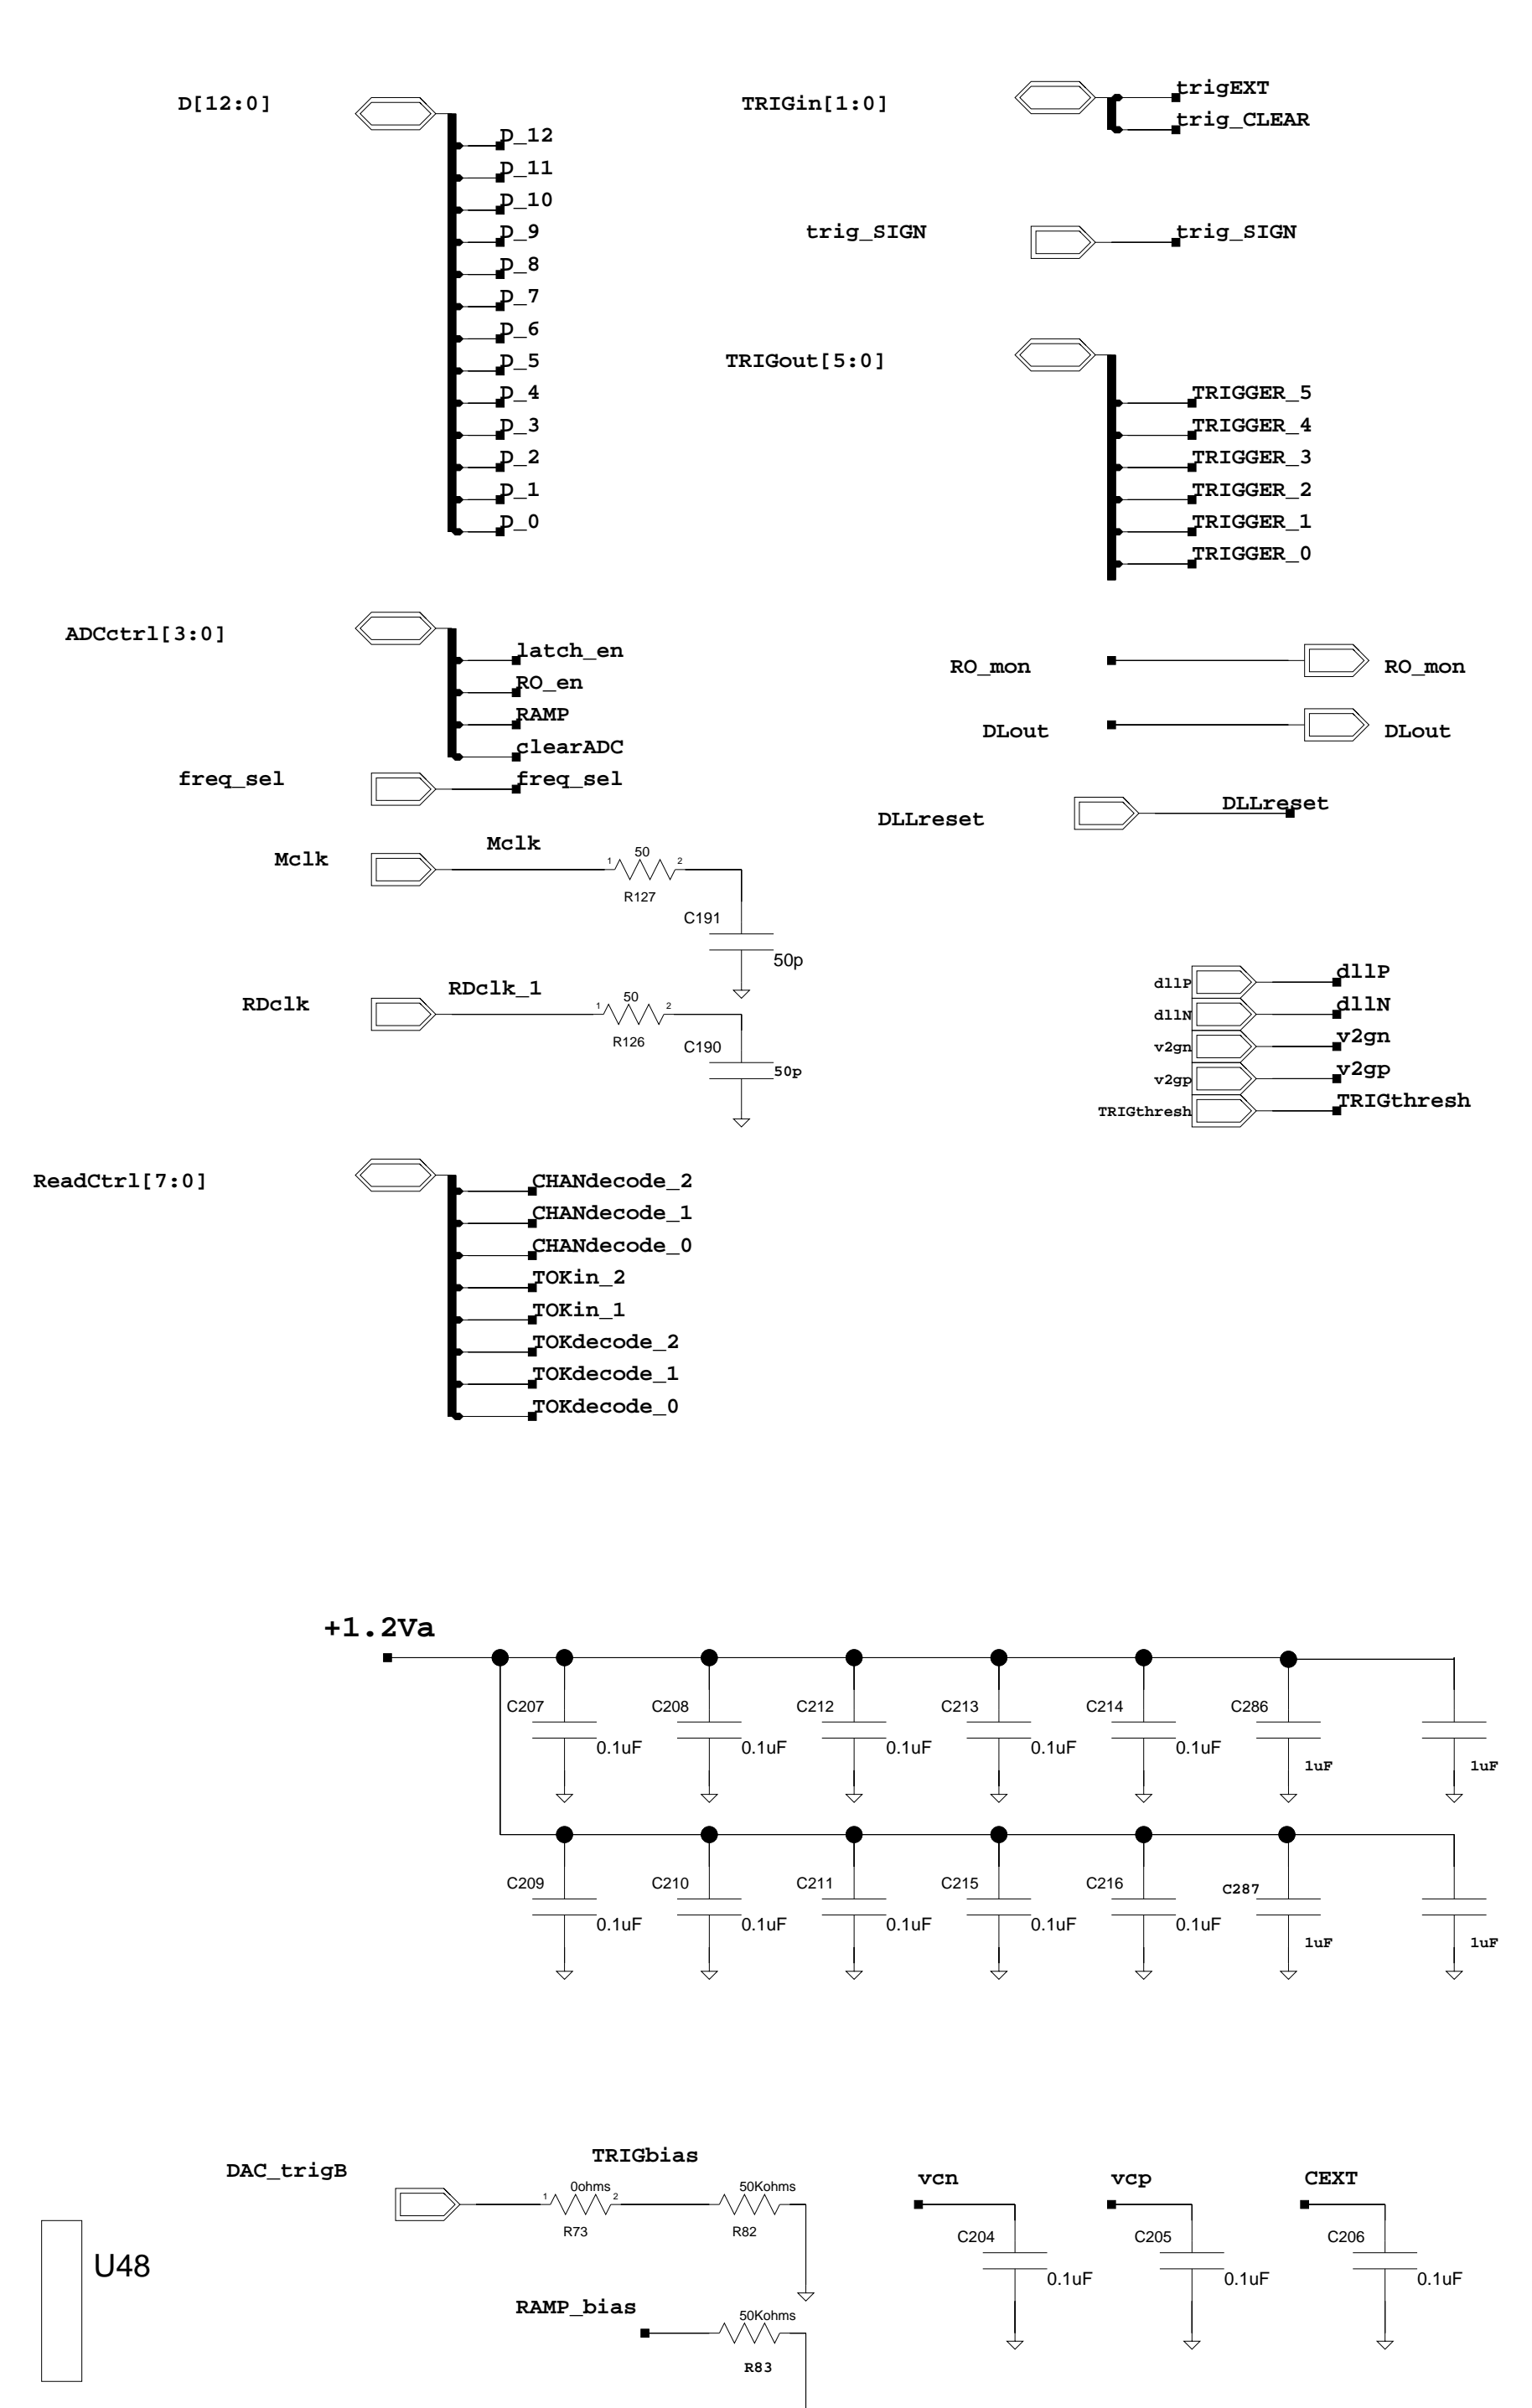 D[12:0]
D_12
D_11
D_10
D_9
D_8
D_7
D_6
D_5
D_4
D_3
D_2
D_1
D_0
TRIGin[1:0]
trigEXT
trig_CLEAR
trig_SIGN
trig_SIGN
TRIGout[5:0]
TRIGGER_5
TRIGGER_4
TRIGGER_3
TRIGGER_2
TRIGGER_1
TRIGGER_0
ADCctrl[3:0]
latch_en
RO_en
RAMP
clearADC
freq_sel
freq_sel
RO_mon
RO_mon
DLout
DLout
DLLreset
DLLreset
Mclk
Mclk
1
50
2
R127
C191
50p
RDclk
RDclk_1
1
50
2
R126
C190
50p
dllP
dllP
dllN
dllN
v2gn
v2gn
v2gp
v2gp
TRIGthresh
TRIGthresh
ReadCtrl[7:0]
CHANdecode_2
CHANdecode_1
CHANdecode_0
TOKin_2
TOKin_1
TOKdecode_2
TOKdecode_1
TOKdecode_0
+1.2Va
C207
0.1uF
C208
0.1uF
C212
0.1uF
C213
0.1uF
C214
0.1uF
C286
1uF
1uF
C209
0.1uF
C210
0.1uF
C211
0.1uF
C215
0.1uF
C216
0.1uF
C287
1uF
1uF
DAC_trigB
TRIGbias
1
0ohms
2
R73
50Kohms
R82
vcn
C204
0.1uF
vcp
C205
0.1uF
CEXT
C206
0.1uF
U48
RAMP_bias
50Kohms
R83